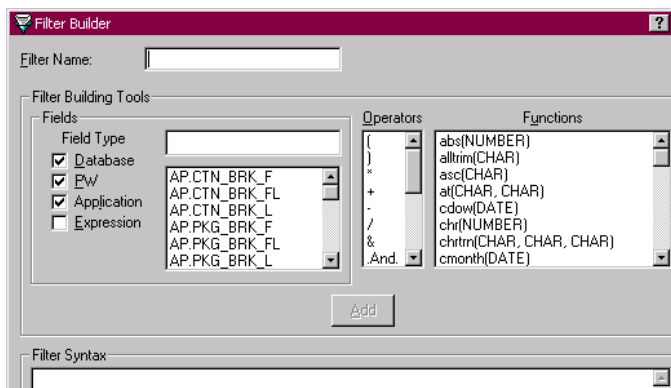 Filter Builder
?
Filter Name:
Filter Building Tools
Fields
Field Type
Database
PW
Application
Expression
AP.CTN_BRK_F
AP.CTN_BRK_FL
AP.CTN_BRK_L
AP.PKG_BRK_F
AP.PKG_BRK_FL
AP.PKG_BRK_L
Operators
(
)
*
+
-
/
&
.And.
Functions
abs(NUMBER)
alltrim(CHAR)
asc(CHAR)
at(CHAR, CHAR)
cdow(DATE)
chr(NUMBER)
chrtrn(CHAR, CHAR, CHAR)
cmonth(DATE)
Add
Filter Syntax